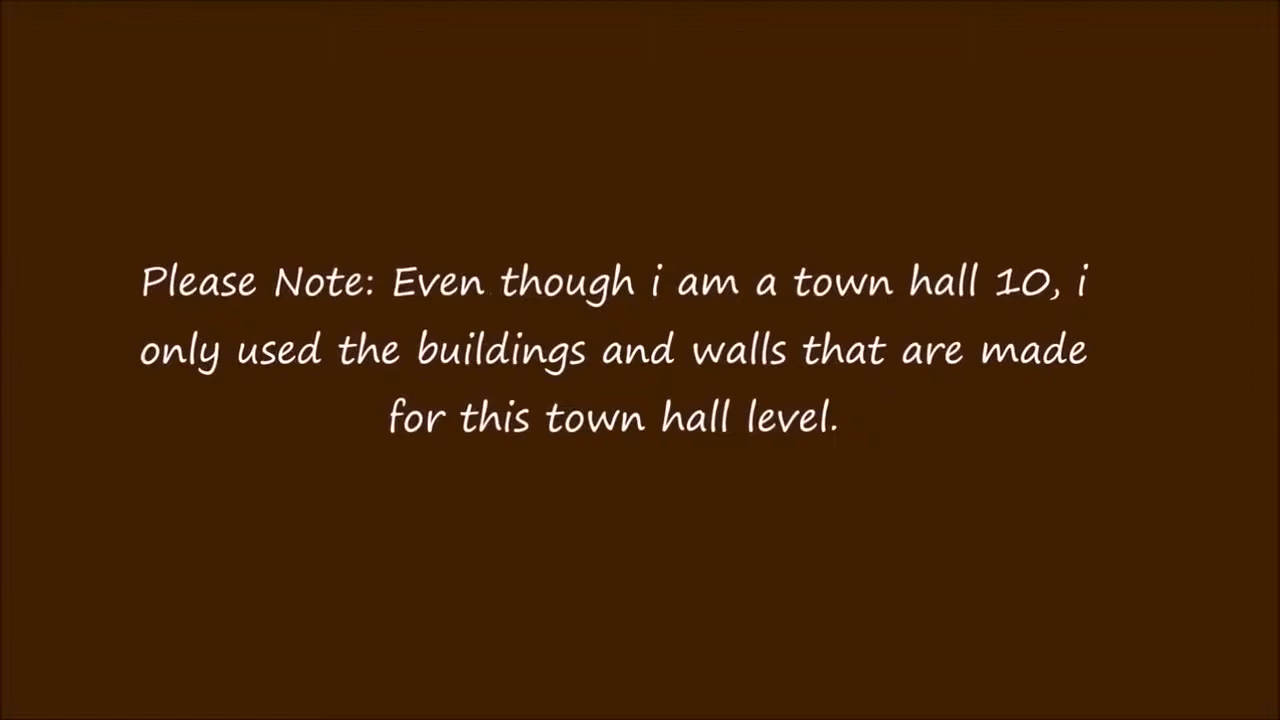 Please Note: Even though i am a town hall 10, i
only used the buildings and walls that are made
for this town hall level.